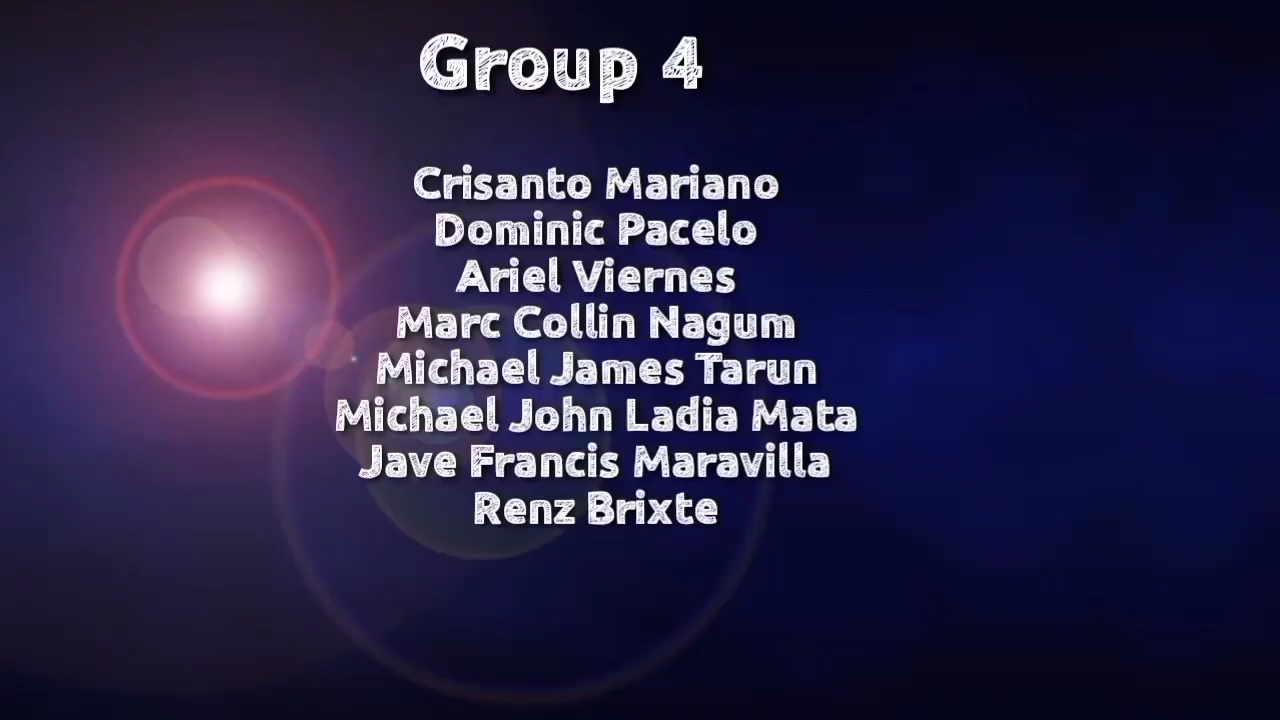 Group 4
Crisanto Mariano
Dominic Pacelo
Ariel Viernes
Marc Collin Nagum
Michael James Tarun
Michael John Ladia Mata
Jave Francis Maravilla
Renz Brixte